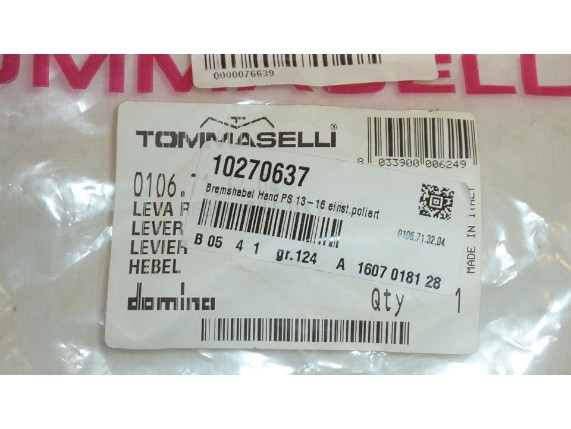 0000076639
OMMASELL
TOMMASELLI®
8 033900 006249
10270637
Bremshebel Hand PS 13-16 einst.poliert
0106.71.32.04
B 05 4 1 gr.124 A 1607 0181 28
0106.
LEVA
LEVER
LEVIER
HEBEL
MADE IN ITALY
domino
Qty 1